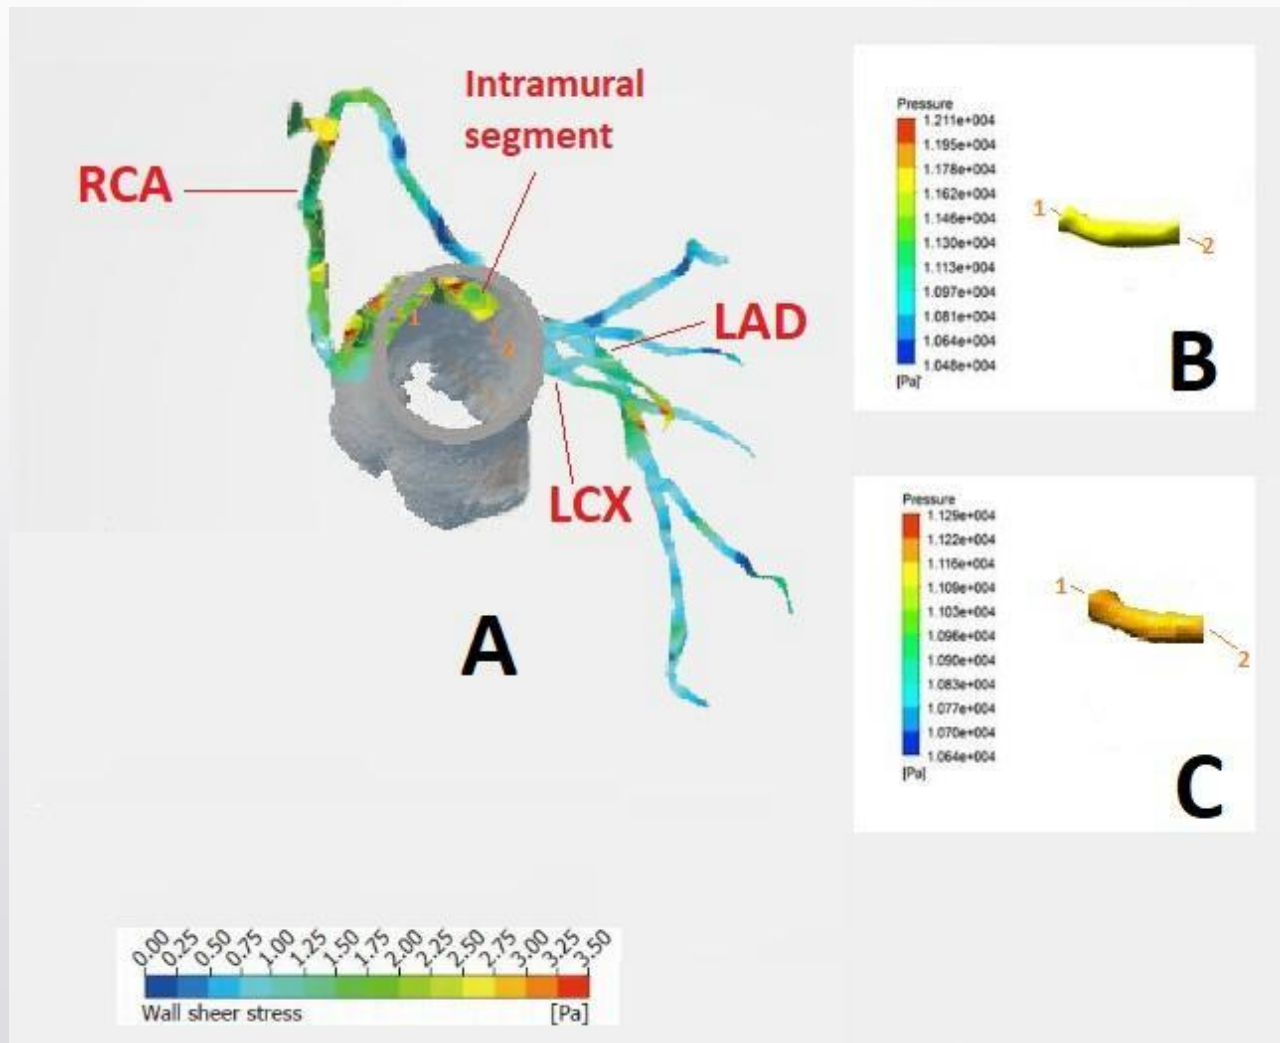 Intramural
segment
RCA
LAD
LCX
1
2
A
0.00 0.25 0.50 0.75 1.00 1.25 1.50 1.75 2.00 2.25 2.50 2.75 3.00 3.25 3.50
Wall sheer stress [Pa]
Pressure
1.211e+004
1.195e+004
1.178e+004
1.162e+004
1.146e+004
1.130e+004
1.113e+004
1.097e+004
1.081e+004
1.064e+004
1.048e+004
[Pa]
1
2
B
Pressure
1.129e+004
1.122e+004
1.116e+004
1.109e+004
1.103e+004
1.096e+004
1.090e+004
1.083e+004
1.077e+004
1.070e+004
1.064e+004
[Pa]
1
2
C